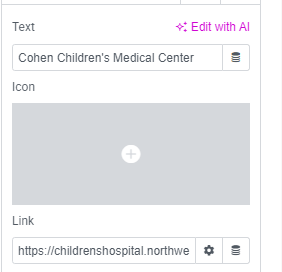 Text Edit with AI
Cohen Children's Medical Center
Icon
Link
https://childrenshospital.northwe